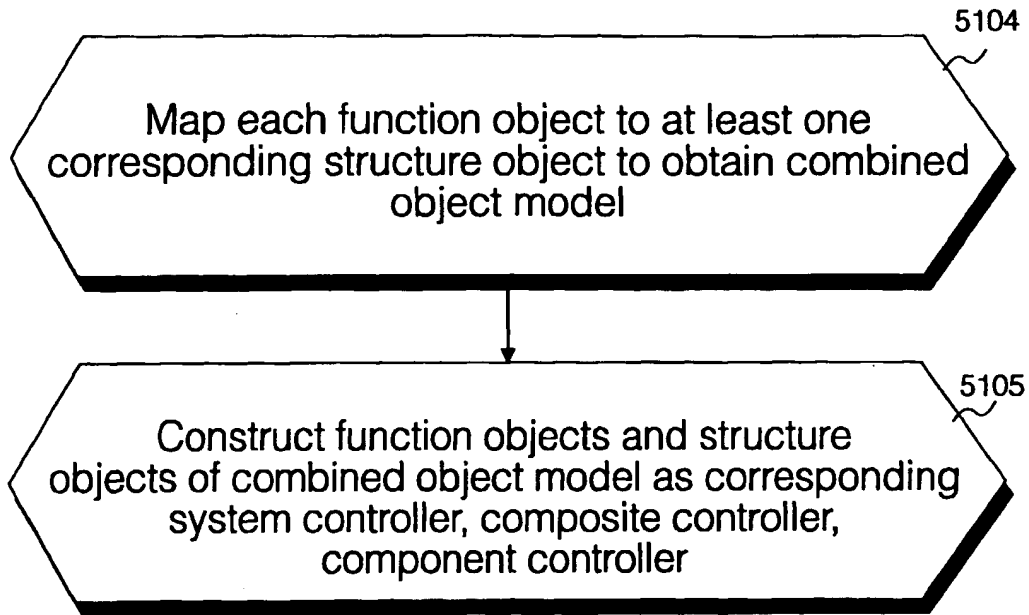 5104
Map each function object to at least one
corresponding structure object to obtain combined
object model
5105
Construct function objects and structure
objects of combined object model as corresponding
system controller, composite controller,
component controller